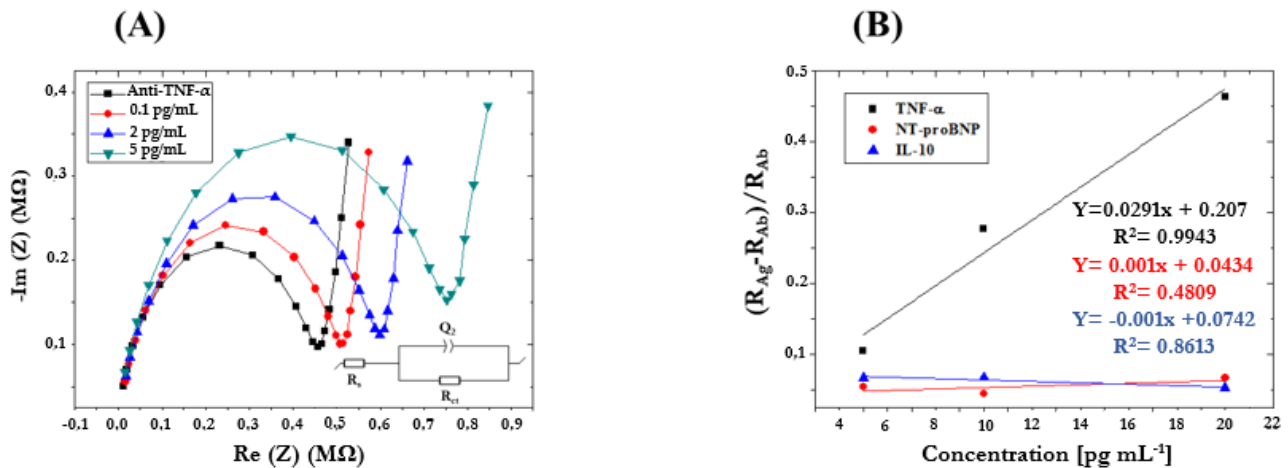 (A)
0,4
0,3
0,2
0,1
-Im (Z) (MΩ)
Anti-TNF-α
0.1 pg/mL
2 pg/mL
5 pg/mL
Q2
Rs
Rct
-0,1 0,0 0,1 0,2 0,3 0,4 0,5 0,6 0,7 0,8 0,9
Re (Z) (MΩ)
(B)
0.5
0.4
0.3
0.2
0.1
0.0
(RAg-RAb)/RAb
TNF-α
NT-proBNP
IL-10
Y=0.0291x + 0.207
R²= 0.9943
Y= 0.001x + 0.0434
R²= 0.4809
Y= -0.001x +0.0742
R²= 0.8613
4 6 8 10 12 14 16 18 20 22
Concentration [pg mL⁻¹]